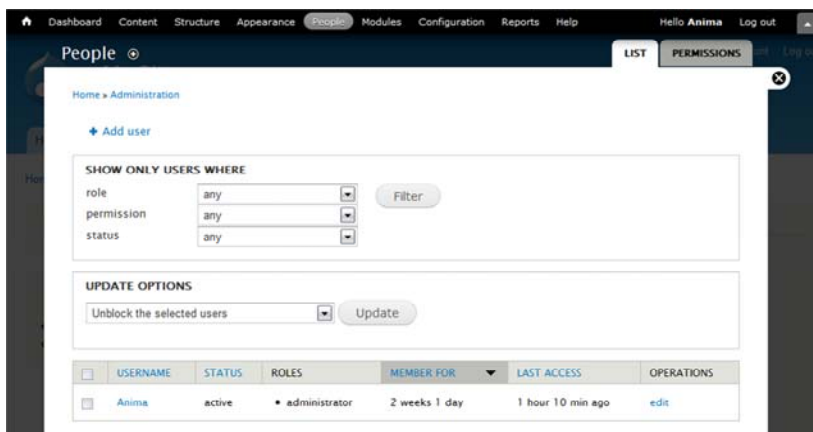 Dashboard Content Structure Appearance People Modules Configuration Reports Help Hello Anima Log out
People LIST PERMISSIONS
Home » Administration
+ Add user
SHOW ONLY USERS WHERE
role any Filter
permission any
status any
UPDATE OPTIONS
Unblock the selected users Update
USERNAME STATUS ROLES MEMBER FOR LAST ACCESS OPERATIONS
Anima active • administrator 2 weeks 1 day 1 hour 10 min ago edit